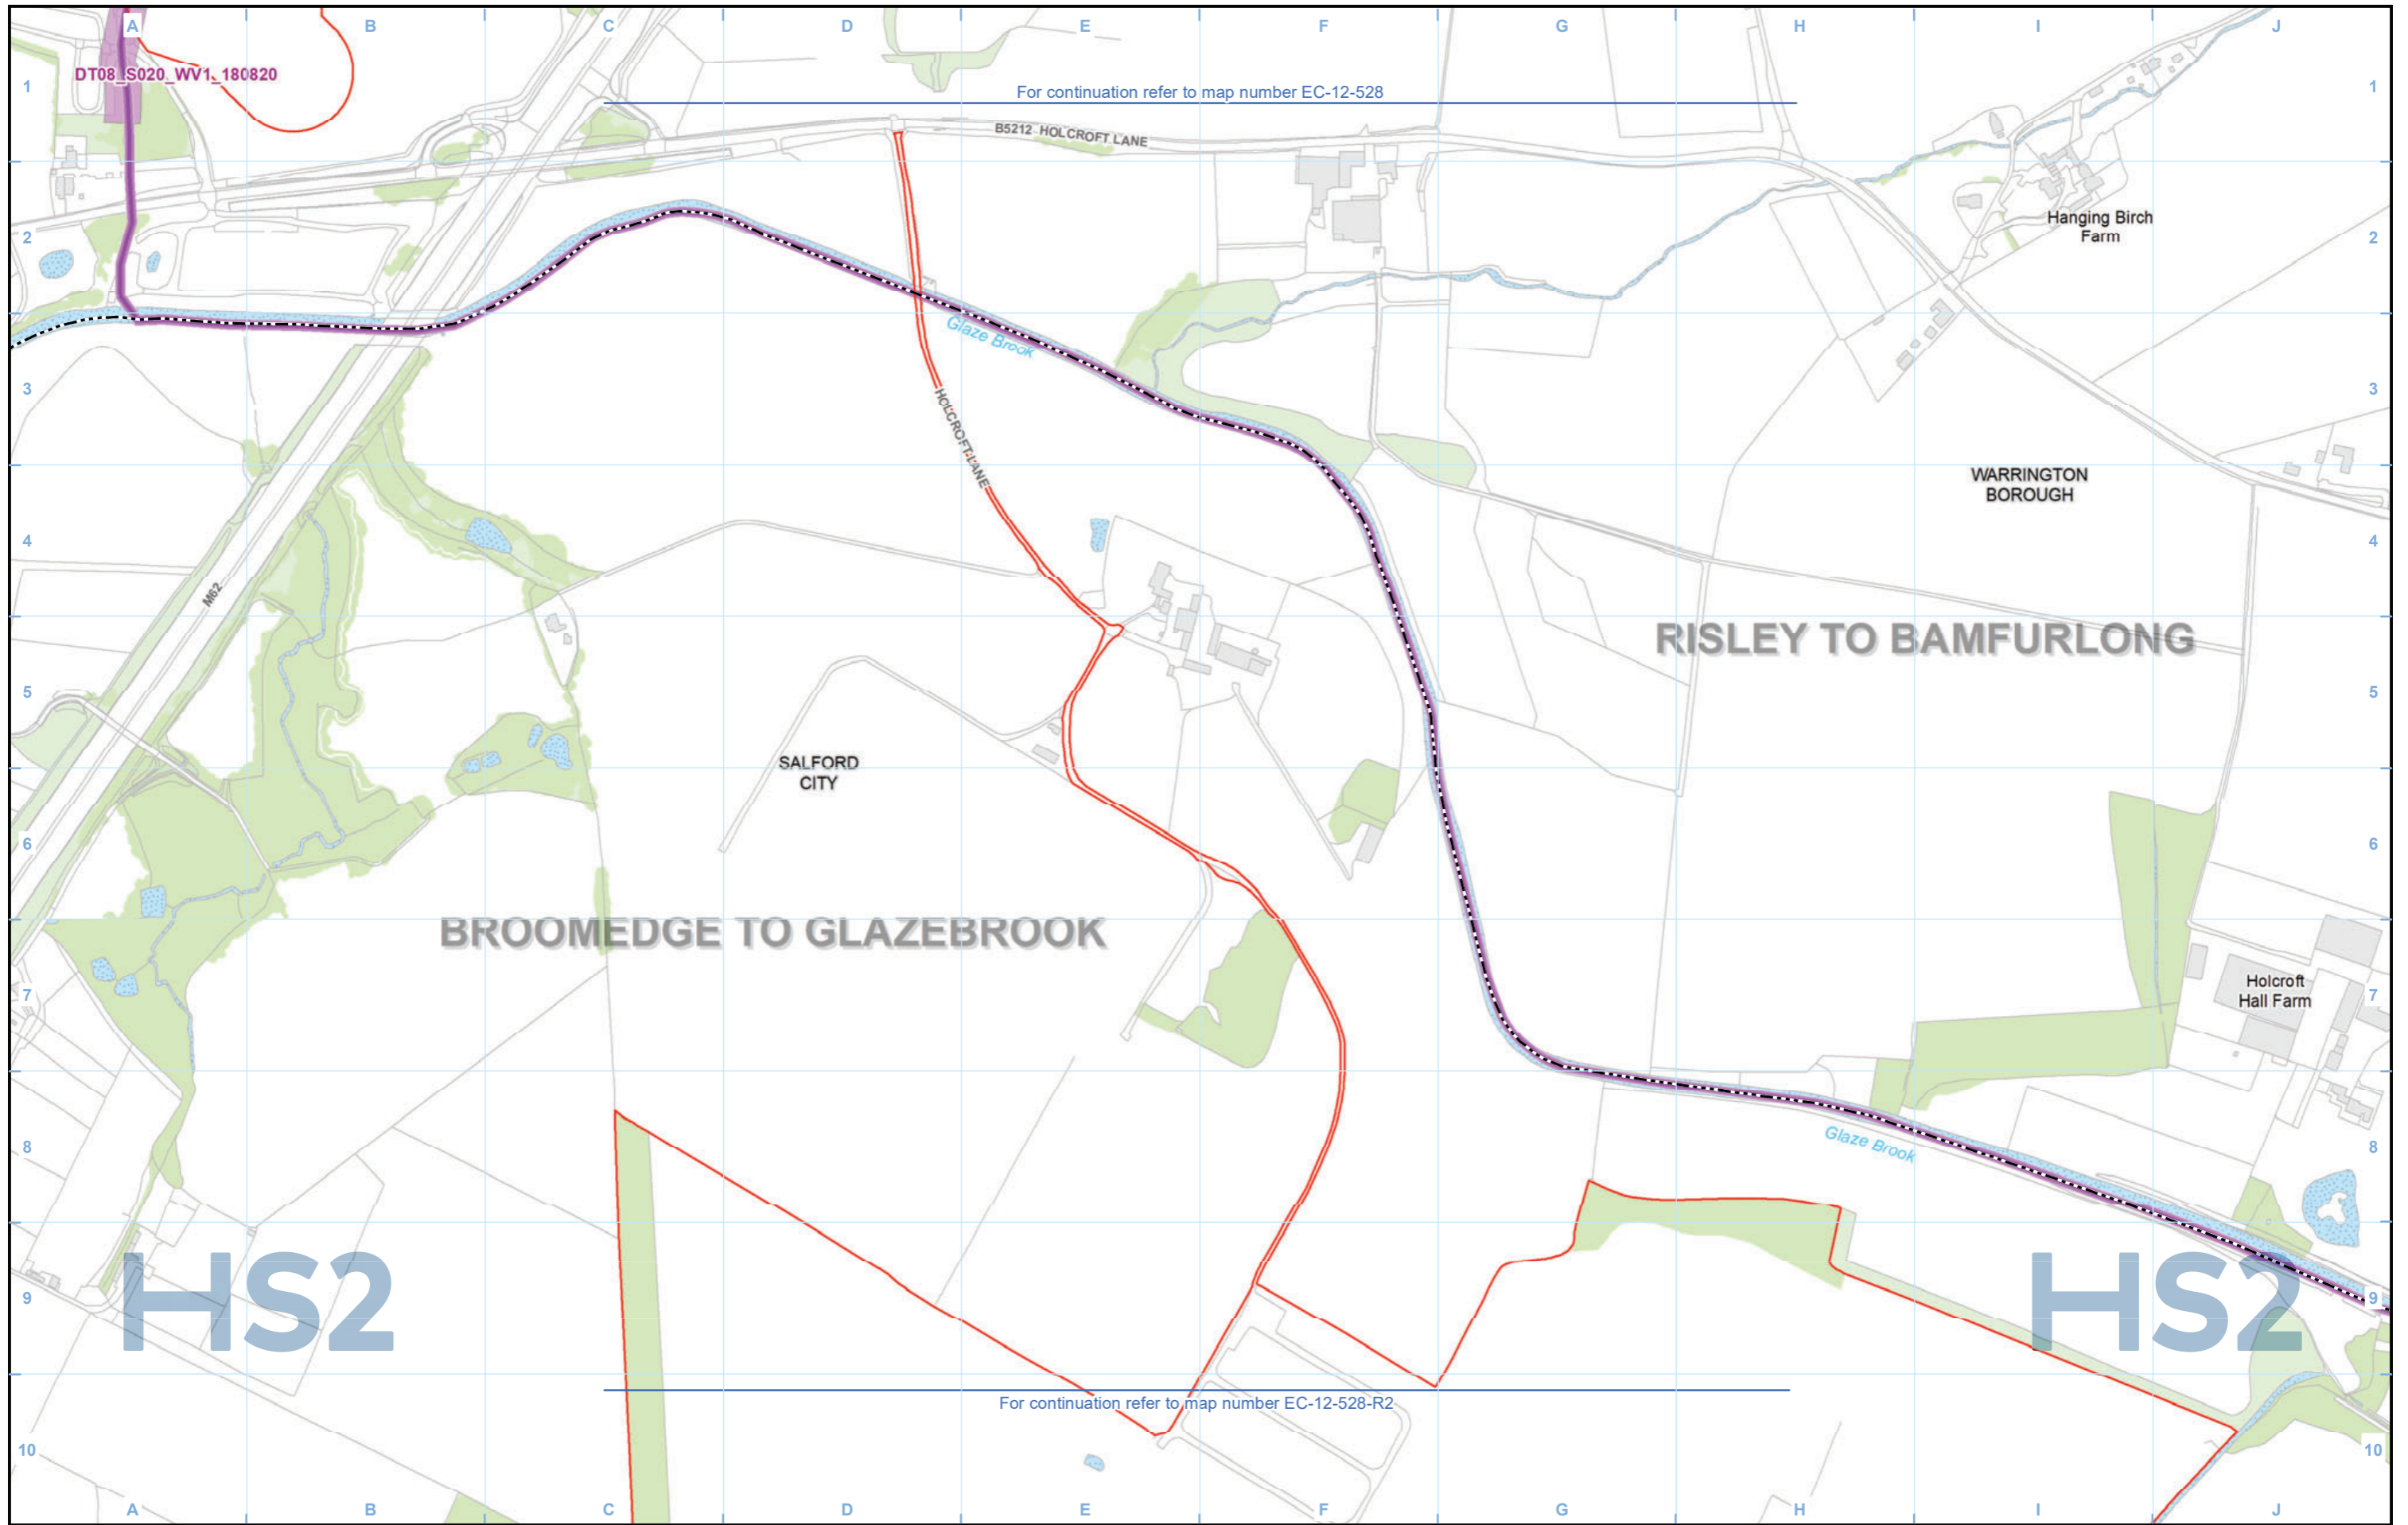 A B C D E F G H I J
DT08_S020_WV1_180820
1 1
For continuation refer to map number EC-12-528
B5212 HOLCROFT LANE
2 2
Hanging Birch
Farm
Glaze Brook
3 3
HOLCROFT LANE
WARRINGTON
BOROUGH
4 4
M62
RISLEY TO BAMFURLONG
5 5
SALFORD
CITY
6 6
BROOMEDGE TO GLAZEBROOK
7 7
Holcroft
Hall Farm
Glaze Brook
8 8
HS2 HS2
9 9
For continuation refer to map number EC-12-528-R2
10 10
A B C D E F G H I J